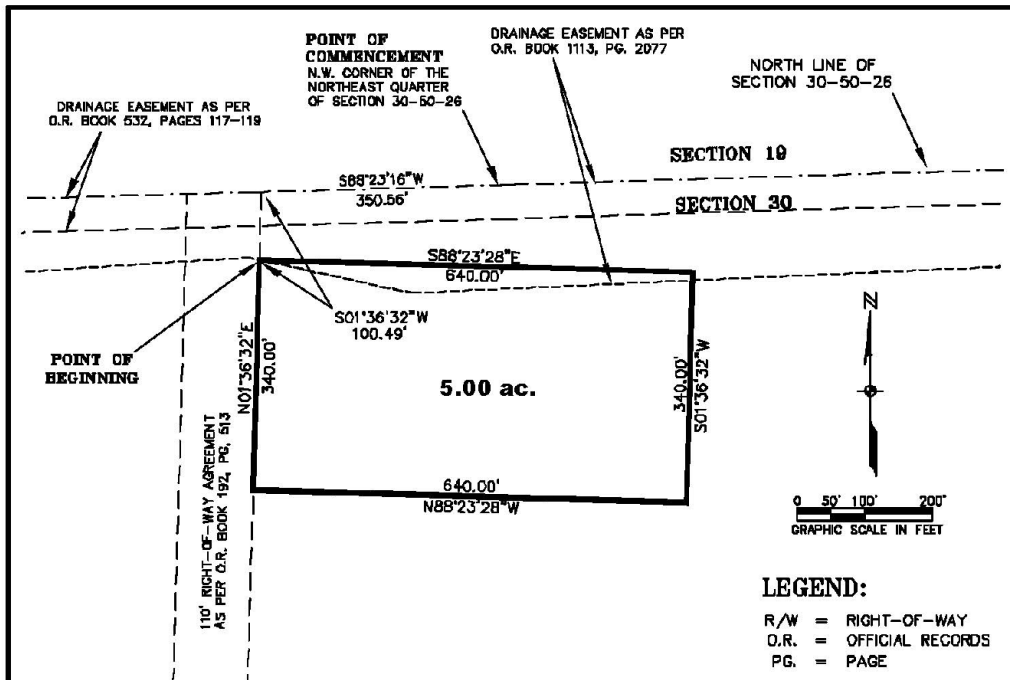 POINT OF
COMMENCEMENT
N.W. CORNER OF THE
NORTHEAST QUARTER
OF SECTION 30-50-26
DRAINAGE EASEMENT AS PER
O.R. BOOK 1113, PG. 2077
NORTH LINE OF
SECTION 30-50-26
DRAINAGE EASEMENT AS PER
O.R. BOOK 532, PAGES 117-119
SECTION 19
S88°23'16"W
350.56'
SECTION 30
S88°23'28"E
640.00'
S01°36'32"W
100.49'
POINT OF
BEGINNING
N01°36'32"E
340.00'
5.00 ac.
340.00'
S01°36'32"W
640.00'
N88°23'28"W
110' RIGHT-OF-WAY AGREEMENT
AS PER O.R. BOOK 192, PG. 513
N
0 50' 100' 200'
GRAPHIC SCALE IN FEET
LEGEND:
R/W = RIGHT-OF-WAY
O.R. = OFFICIAL RECORDS
PG. = PAGE